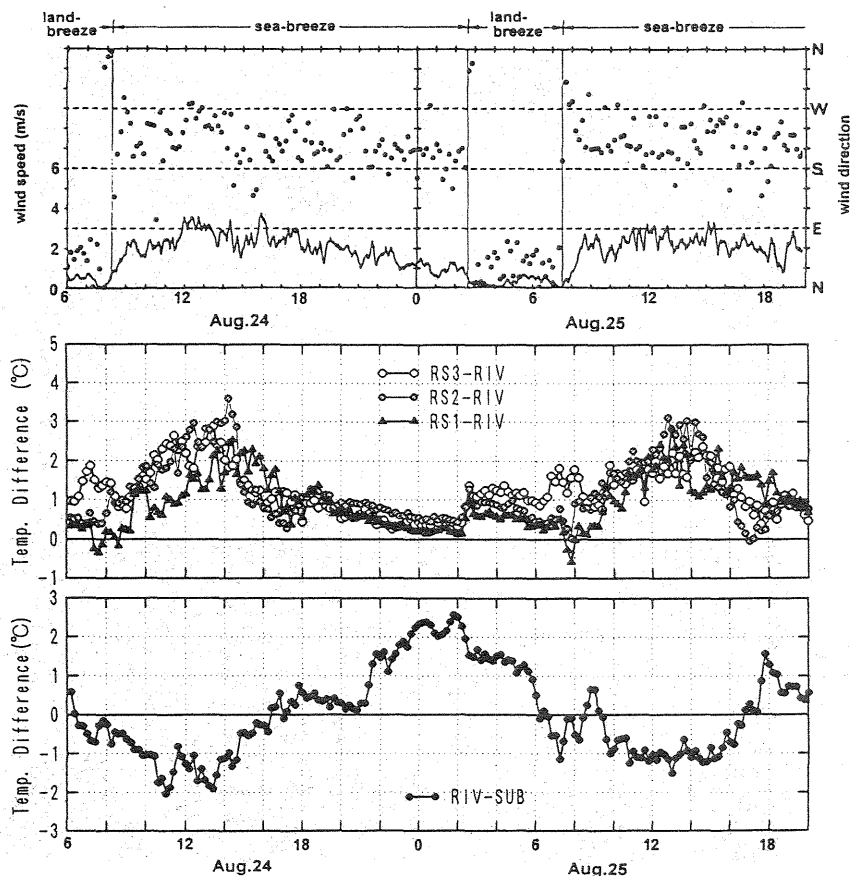 land-breeze
sea-breeze
land-breeze
sea-breeze
wind speed (m/s)
6
4
2
0
N
W
S
E
N
wind direction
6
12
18
0
6
12
18
Aug.24
Aug.25
Temp. Difference (°C)
5
4
3
2
1
0
-1
RS3-RIV
RS2-RIV
RS1-RIV
Temp. Difference (°C)
3
2
1
0
-1
-2
-3
RIV-SUB
6
12
18
0
6
12
18
Aug.24
Aug.25